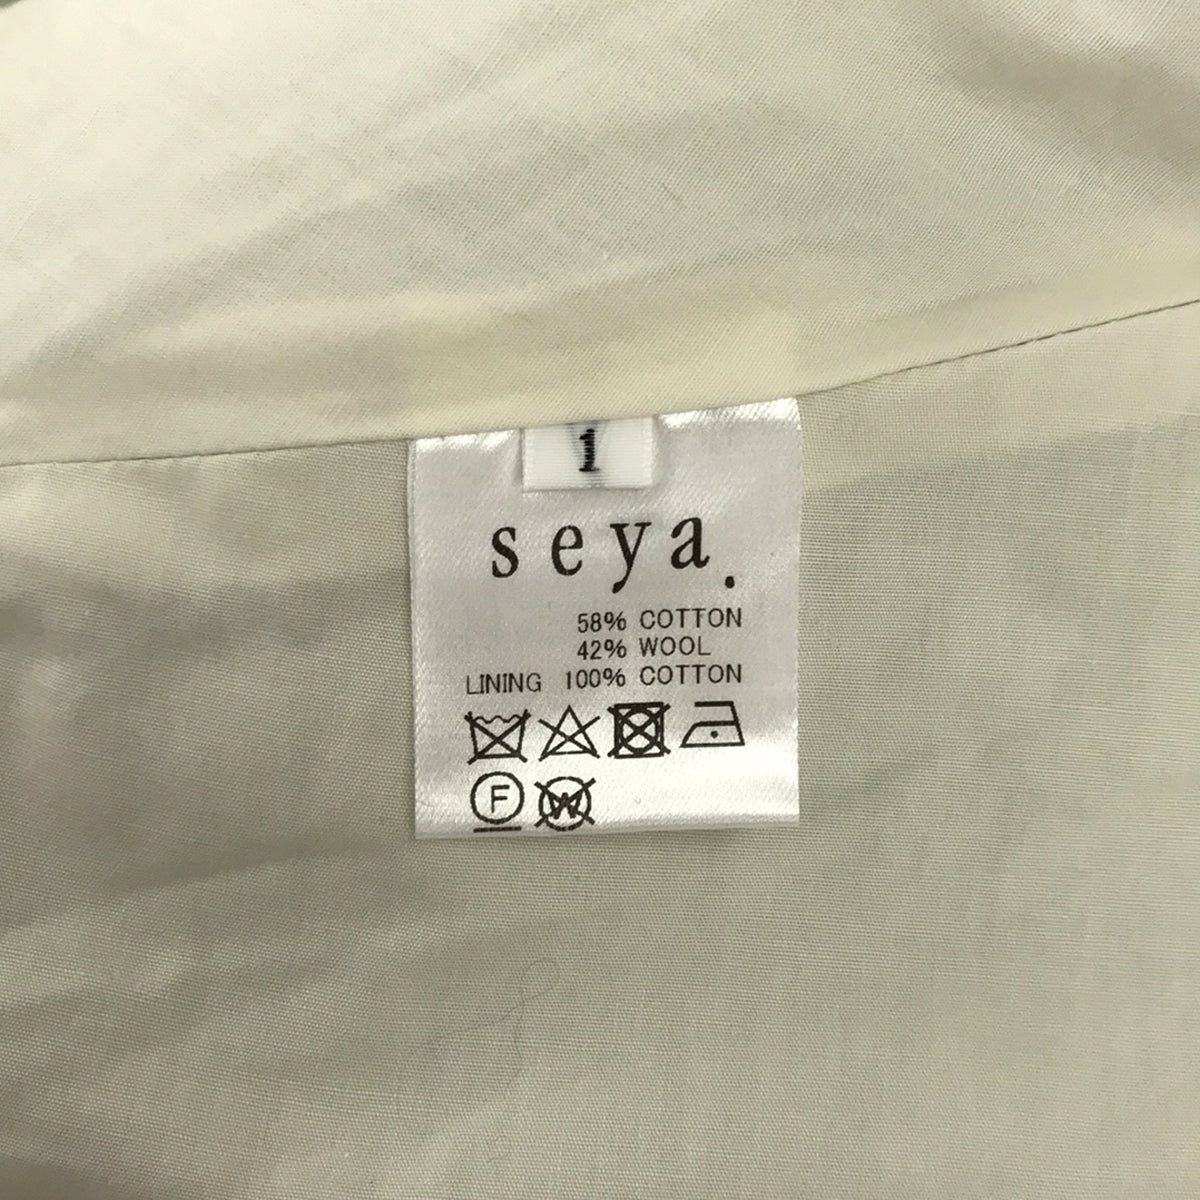 1
seya.
58% COTTON
42% WOOL
LINING 100% COTTON
F W